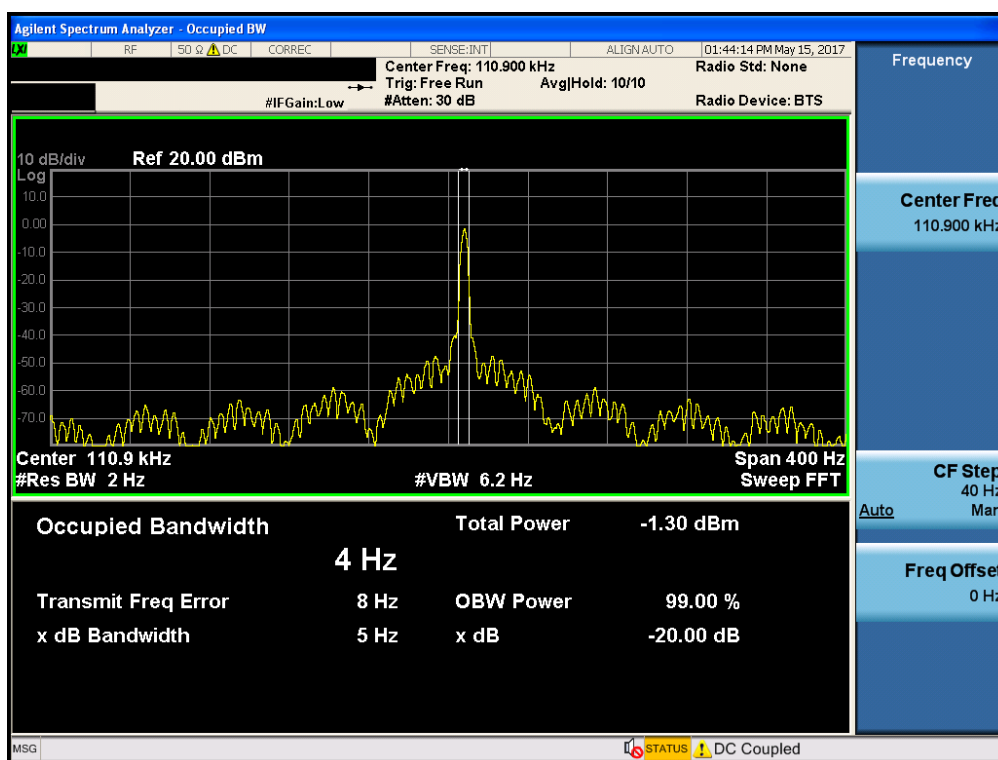 Agilent Spectrum Analyzer - Occupied BW
LXI RF 50 Ω DC CORREC SENSE:INT ALIGN AUTO 01:44:14 PM May 15, 2017
Center Freq: 110.900 kHz Radio Std: None
Trig: Free Run Avg|Hold: 10/10
#IFGain:Low #Atten: 30 dB Radio Device: BTS
Frequency
10 dB/div Ref 20.00 dBm
Log
10.0
0.00
-10.0
-20.0
-30.0
-40.0
-50.0
-60.0
-70.0
Center 110.9 kHz Span 400 Hz
#Res BW 2 Hz #VBW 6.2 Hz Sweep FFT
Center Freq
110.900 kHz
CF Step
40 Hz
Auto Man
Freq Offset
0 Hz
Occupied Bandwidth Total Power -1.30 dBm
4 Hz
Transmit Freq Error 8 Hz OBW Power 99.00 %
x dB Bandwidth 5 Hz x dB -20.00 dB
MSG STATUS DC Coupled